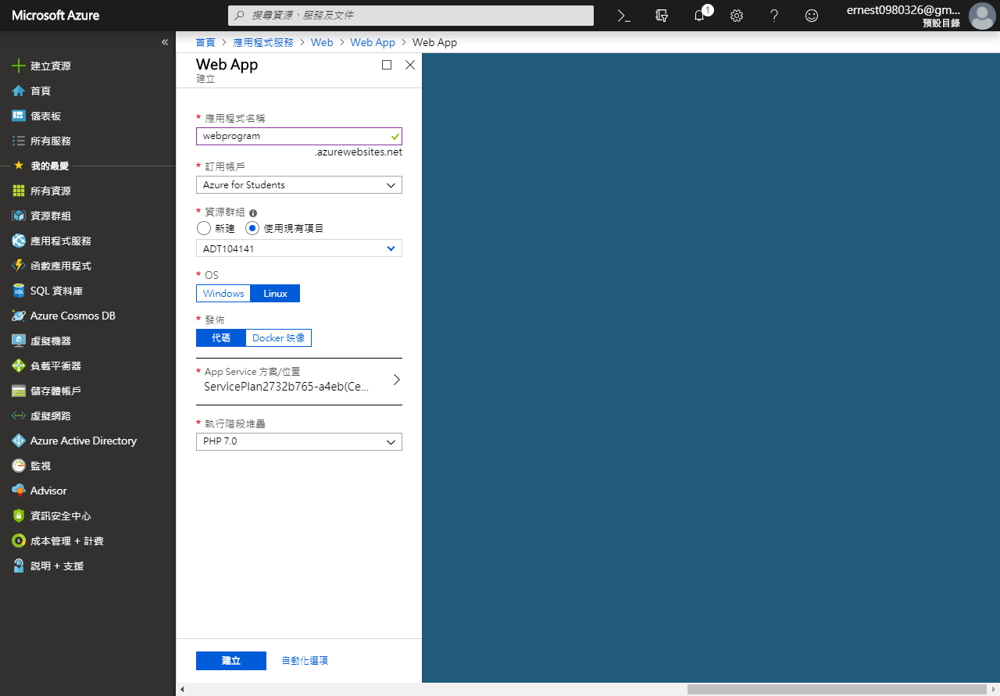 Microsoft Azure
搜尋資源、服務及文件
1
ernest0980326@gm...
預設目錄
«
建立資源
首頁
儀表板
所有服務
我的最愛
所有資源
資源群組
應用程式服務
函數應用程式
SQL 資料庫
Azure Cosmos DB
虛擬機器
負載平衡器
儲存體帳戶
虛擬網路
Azure Active Directory
監視
Advisor
資訊安全中心
成本管理 + 計費
說明 + 支援
首頁 > 應用程式服務 > Web > Web App > Web App
Web App
建立
* 應用程式名稱
webprogram
.azurewebsites.net
* 訂用帳戶
Azure for Students
* 資源群組
新建 使用現有項目
ADT104141
* OS
Windows Linux
* 發佈
代碼 Docker 映像
* App Service 方案/位置
ServicePlan2732b765-a4eb(Ce...
* 執行階段堆疊
PHP 7.0
建立 自動化選項